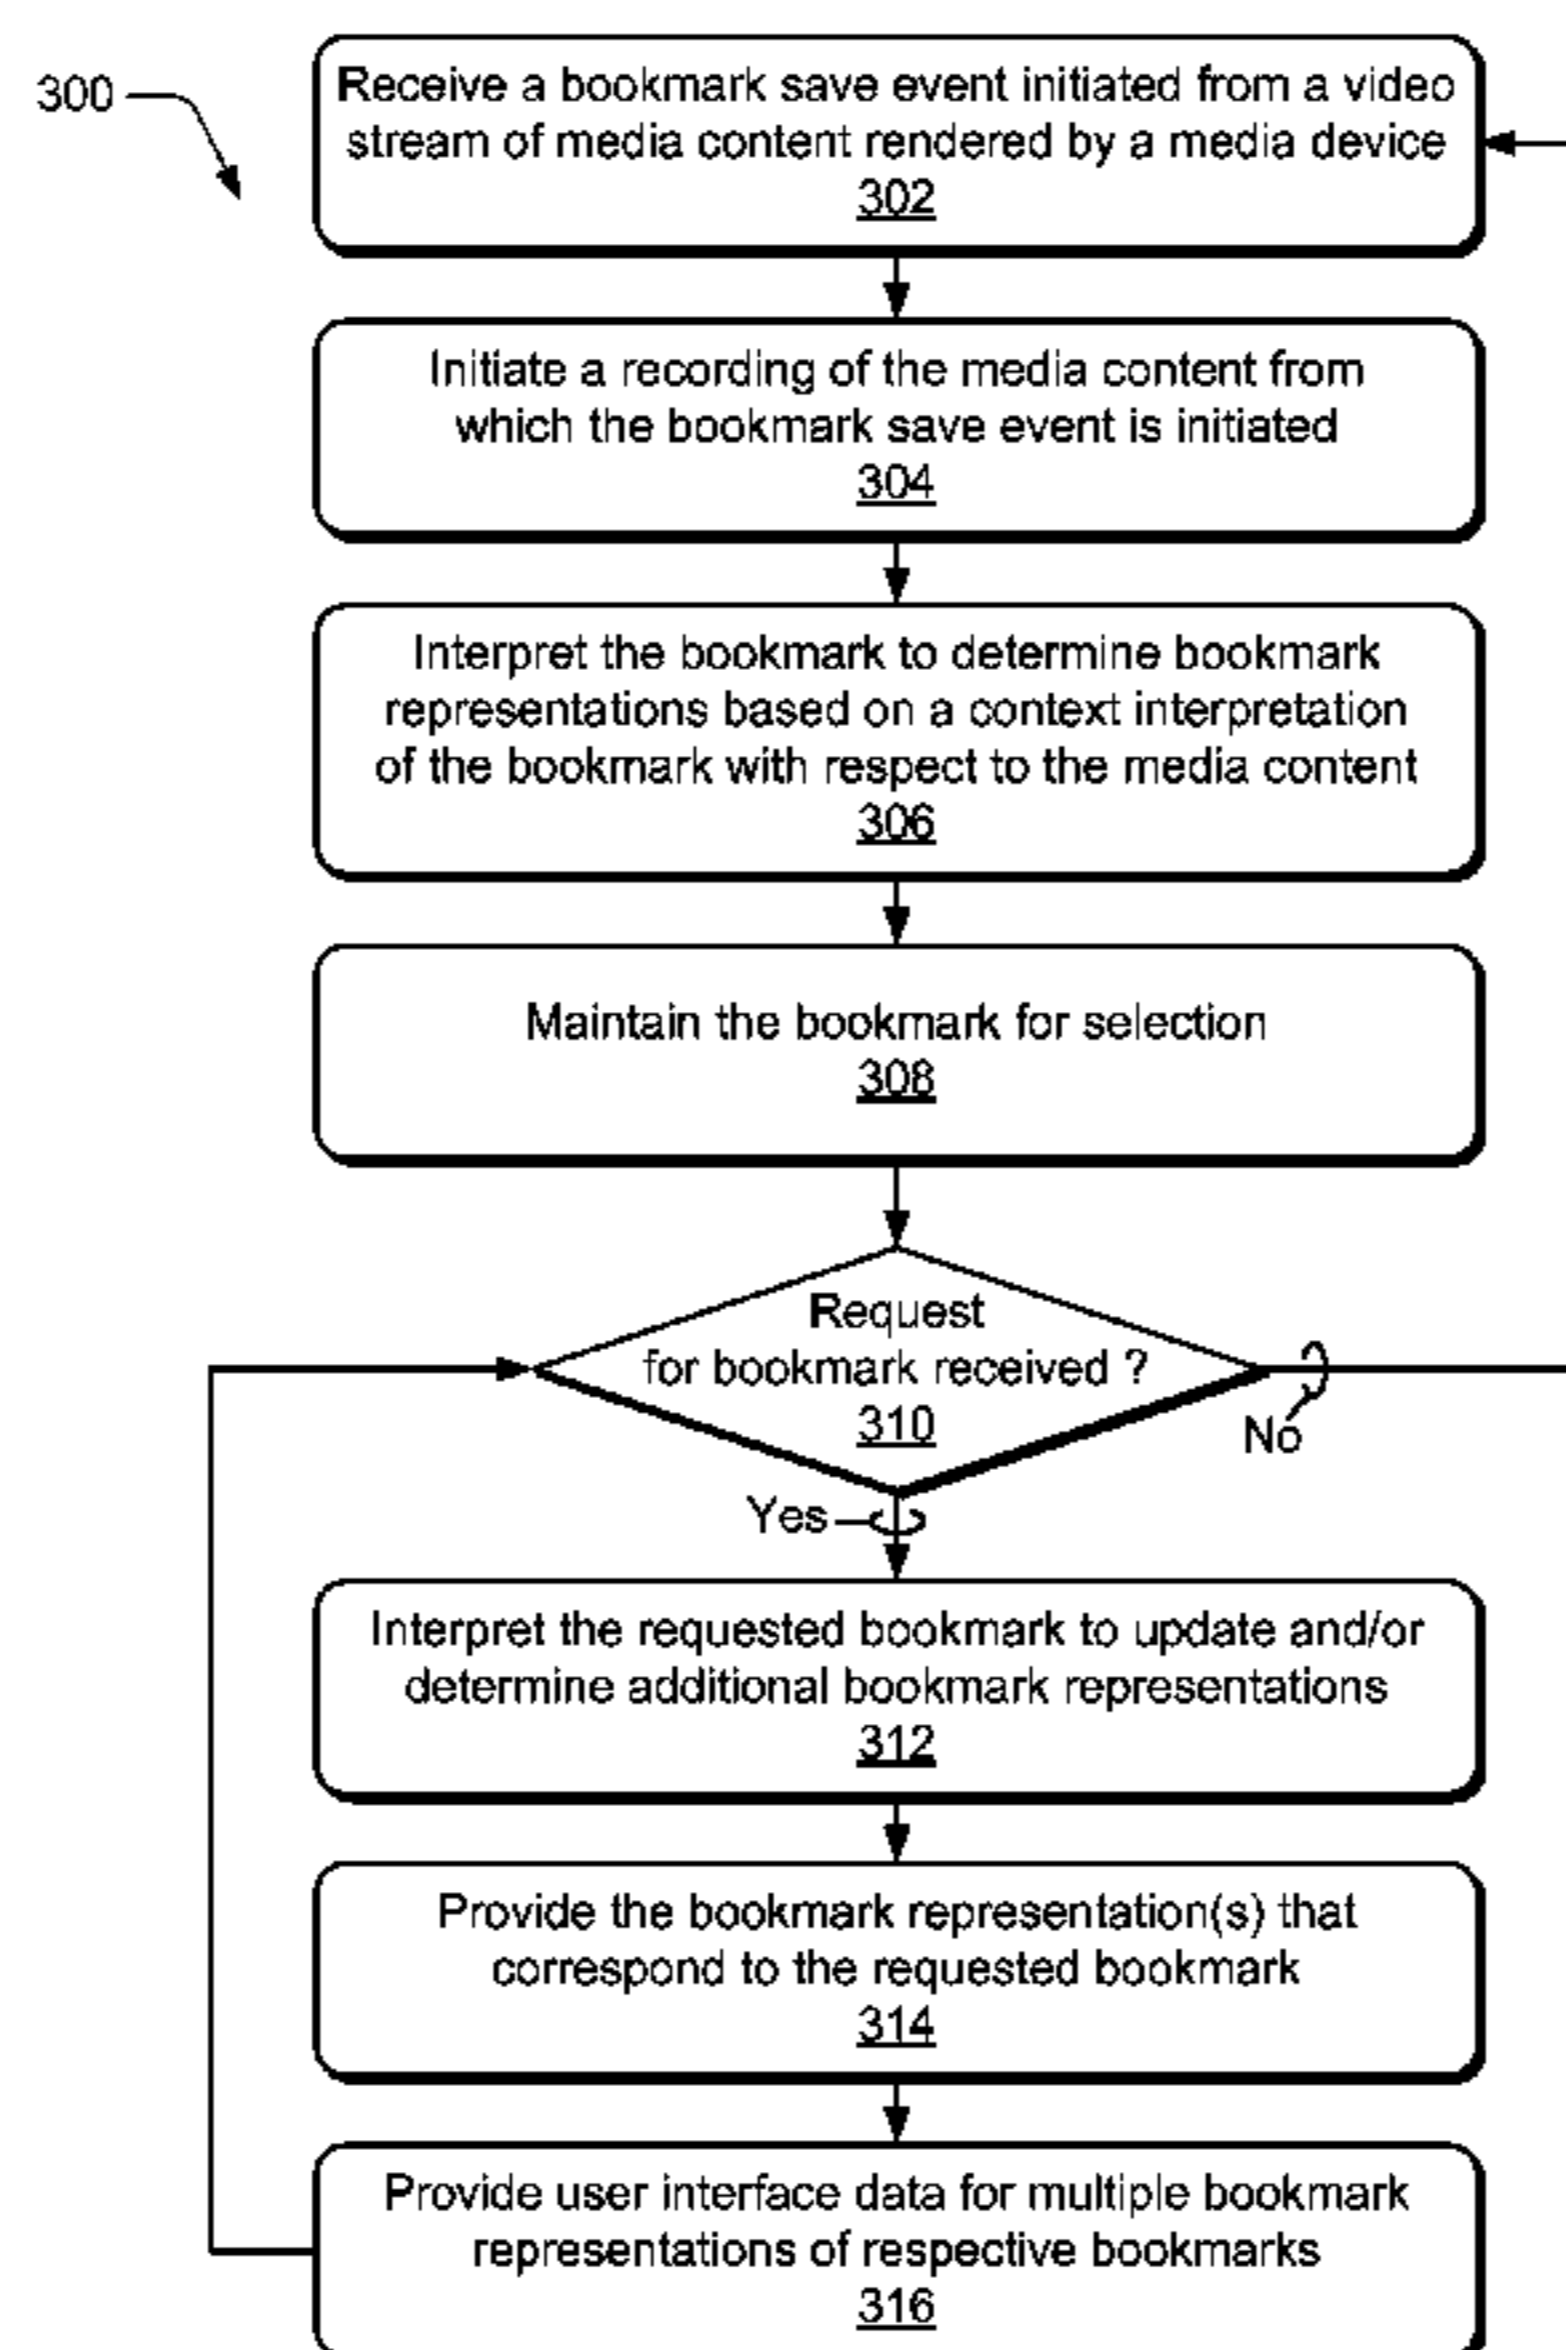 300
Receive a bookmark save event initiated from a video
stream of media content rendered by a media device
302
Initiate a recording of the media content from
which the bookmark save event is initiated
304
Interpret the bookmark to determine bookmark
representations based on a context interpretation
of the bookmark with respect to the media content
306
Maintain the bookmark for selection
308
Request
for bookmark received ?
310
No
Yes
Interpret the requested bookmark to update and/or
determine additional bookmark representations
312
Provide the bookmark representation(s) that
correspond to the requested bookmark
314
Provide user interface data for multiple bookmark
representations of respective bookmarks
316